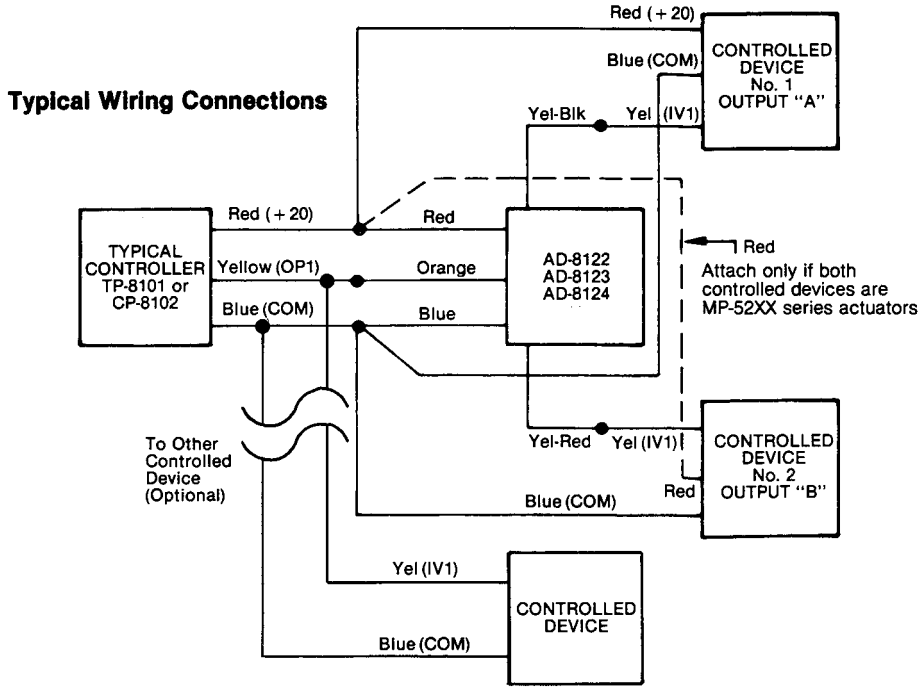 Typical Wiring Connections
Red (+20)
Blue (COM)
CONTROLLED
DEVICE
No. 1
OUTPUT "A"
Yel-Blk
Yel (IV1)
Red (+20)
Red
TYPICAL
CONTROLLER
TP-8101 or
CP-8102
Yellow (OP1)
Orange
Blue (COM)
Blue
AD-8122
AD-8123
AD-8124
Red
Attach only if both
controlled devices are
MP-52XX series actuators
To Other
Controlled
Device
(Optional)
Yel-Red
Yel (IV1)
Red
Blue (COM)
CONTROLLED
DEVICE
No. 2
OUTPUT "B"
Yel (IV1)
Blue (COM)
CONTROLLED
DEVICE